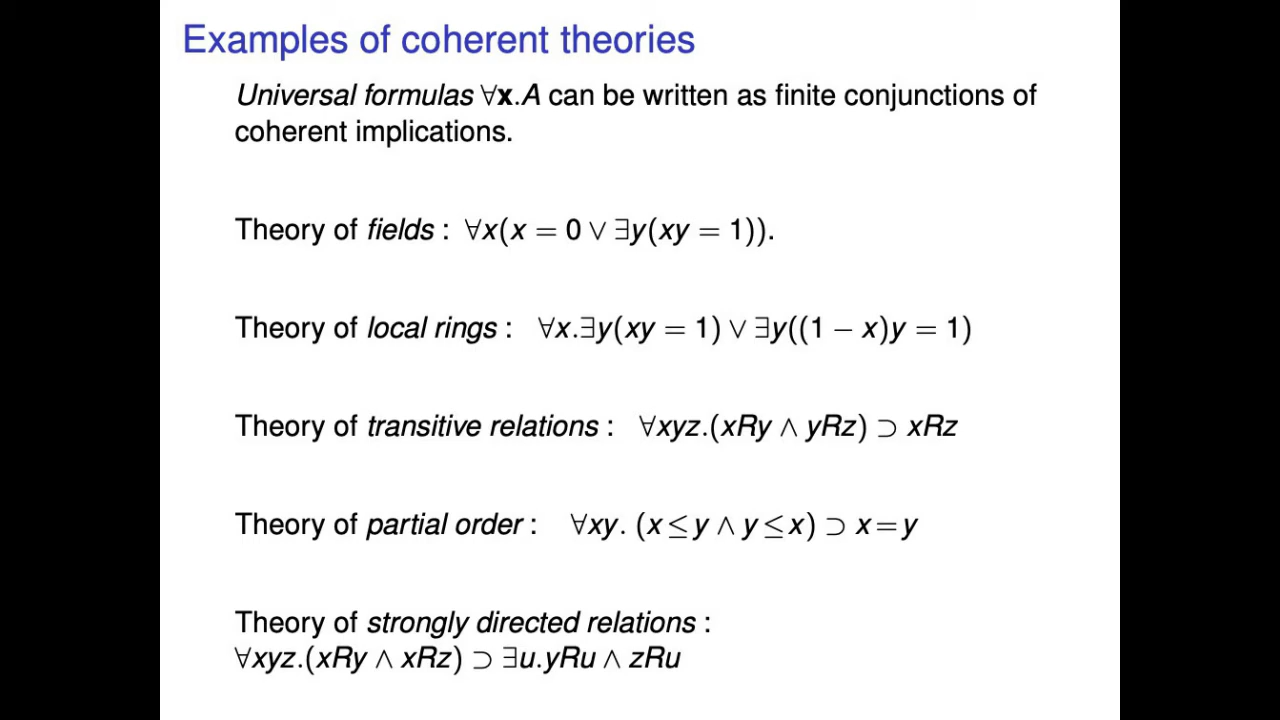 Examples of coherent theories
Universal formulas ∀x.A can be written as finite conjunctions of
coherent implications.
Theory of fields : ∀x(x = 0 ∨ ∃y(xy = 1)).
Theory of local rings : ∀x.∃y(xy = 1) ∨ ∃y((1 − x)y = 1)
Theory of transitive relations : ∀xyz.(xRy ∧ yRz) ⊃ xRz
Theory of partial order : ∀xy. (x ≤ y ∧ y ≤ x) ⊃ x = y
Theory of strongly directed relations :
∀xyz.(xRy ∧ xRz) ⊃ ∃u.yRu ∧ zRu